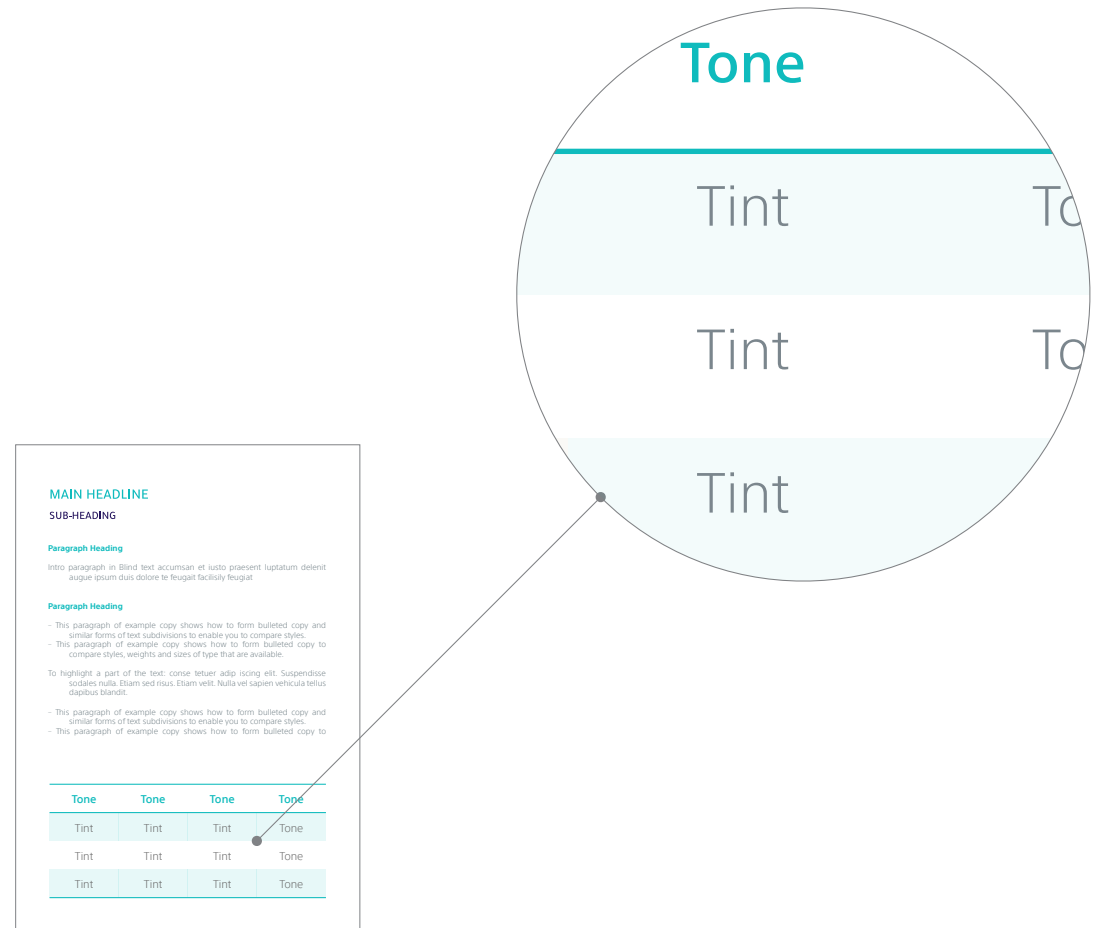 Tone
Tint To
Tint To
Tint
MAIN HEADLINE
SUB-HEADING
Paragraph Heading
Intro paragraph in Blind text accumsan et iusto praesent luptatum delenit
augue ipsum duis dolore te feugait facilisily feugiat
Paragraph Heading
– This paragraph of example copy shows how to form bulleted copy and
similar forms of text subdivisions to enable you to compare styles.
– This paragraph of example copy shows how to form bulleted copy to
compare styles, weights and sizes of type that are available.
To highlight a part of the text: conse tetuer adip iscing elit. Suspendisse
sodales nulla. Etiam sed risus. Etiam velit. Nulla vel sapien vehicula tellus
dapibus blandit.
– This paragraph of example copy shows how to form bulleted copy and
similar forms of text subdivisions to enable you to compare styles.
– This paragraph of example copy shows how to form bulleted copy to
Tone Tone Tone Tone
Tint Tint Tint Tone
Tint Tint Tint Tone
Tint Tint Tint Tone